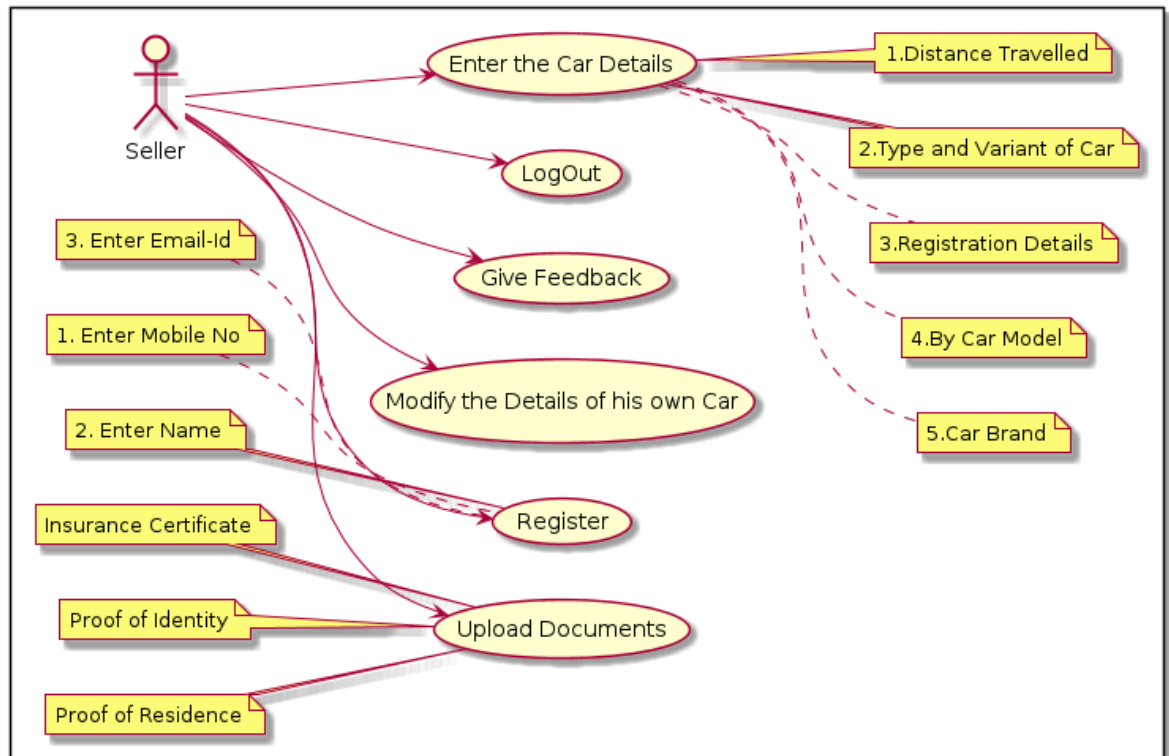 Seller
Enter the Car Details
1.Distance Travelled
2.Type and Variant of Car
LogOut
3. Enter Email-Id
3.Registration Details
Give Feedback
1. Enter Mobile No
4.By Car Model
Modify the Details of his own Car
2. Enter Name
5.Car Brand
Insurance Certificate
Register
Proof of Identity
Upload Documents
Proof of Residence